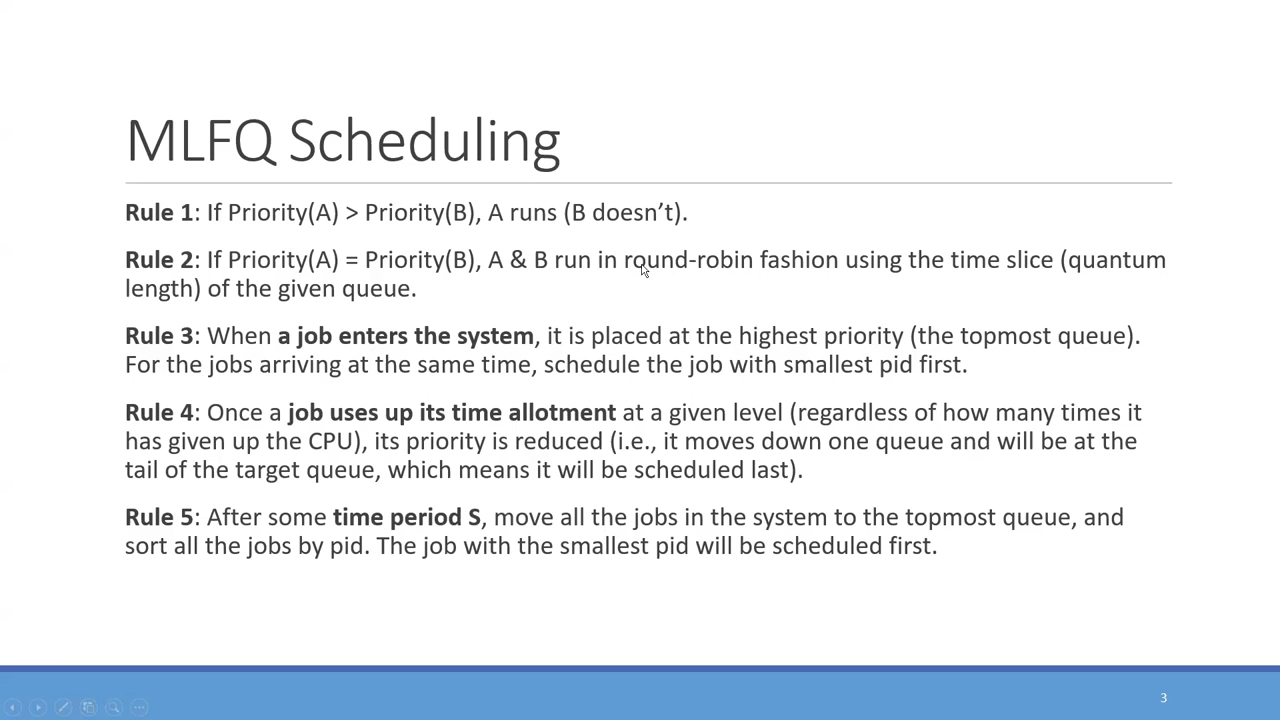 MLFQ Scheduling
Rule 1: If Priority(A) > Priority(B), A runs (B doesn’t).
Rule 2: If Priority(A) = Priority(B), A & B run in round-robin fashion using the time slice (quantum
length) of the given queue.
Rule 3: When a job enters the system, it is placed at the highest priority (the topmost queue).
For the jobs arriving at the same time, schedule the job with smallest pid first.
Rule 4: Once a job uses up its time allotment at a given level (regardless of how many times it
has given up the CPU), its priority is reduced (i.e., it moves down one queue and will be at the
tail of the target queue, which means it will be scheduled last).
Rule 5: After some time period S, move all the jobs in the system to the topmost queue, and
sort all the jobs by pid. The job with the smallest pid will be scheduled first.
3